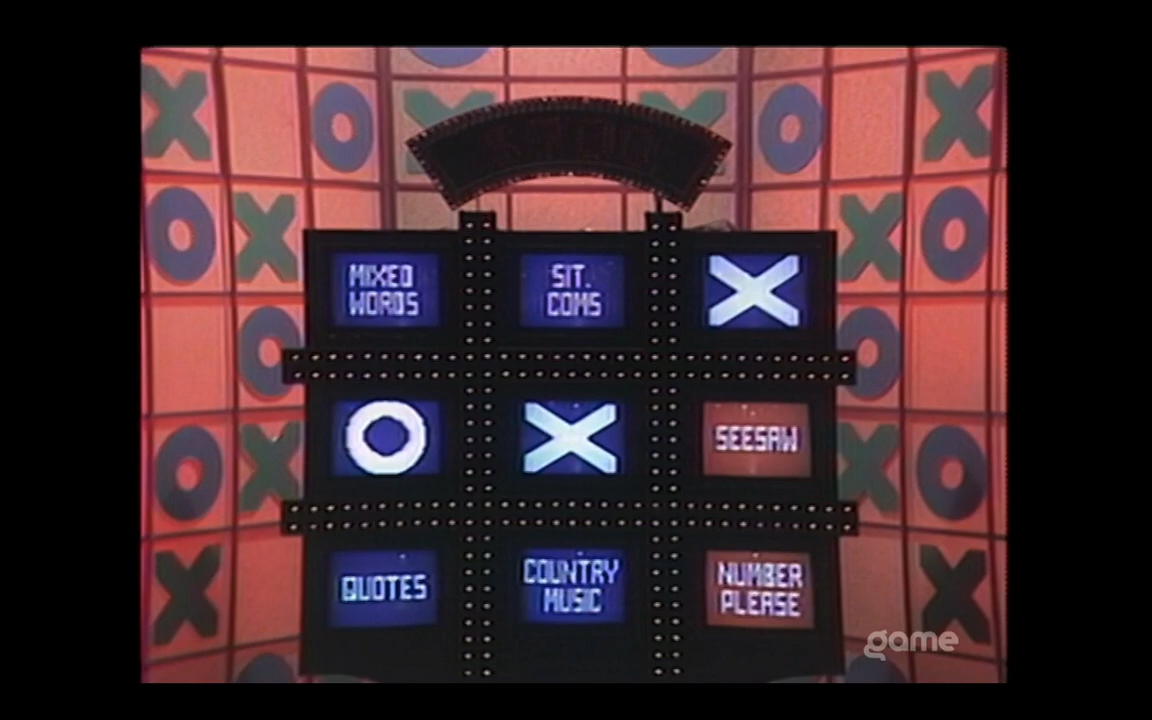 MIXED
WORDS
SIT.
COMS
X
O
X
SEESAW
QUOTES
COUNTRY
MUSIC
NUMBER
PLEASE
game